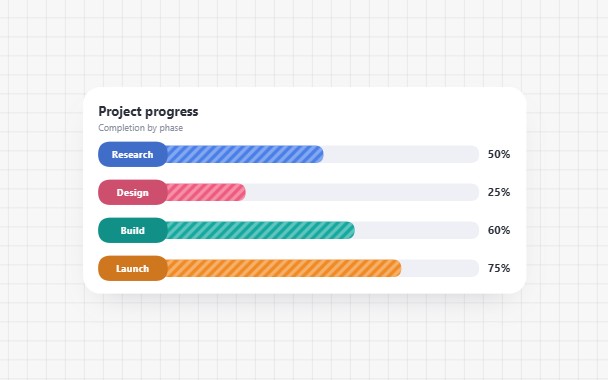 Project progress
Completion by phase
Research 50%
Design 25%
Build 60%
Launch 75%